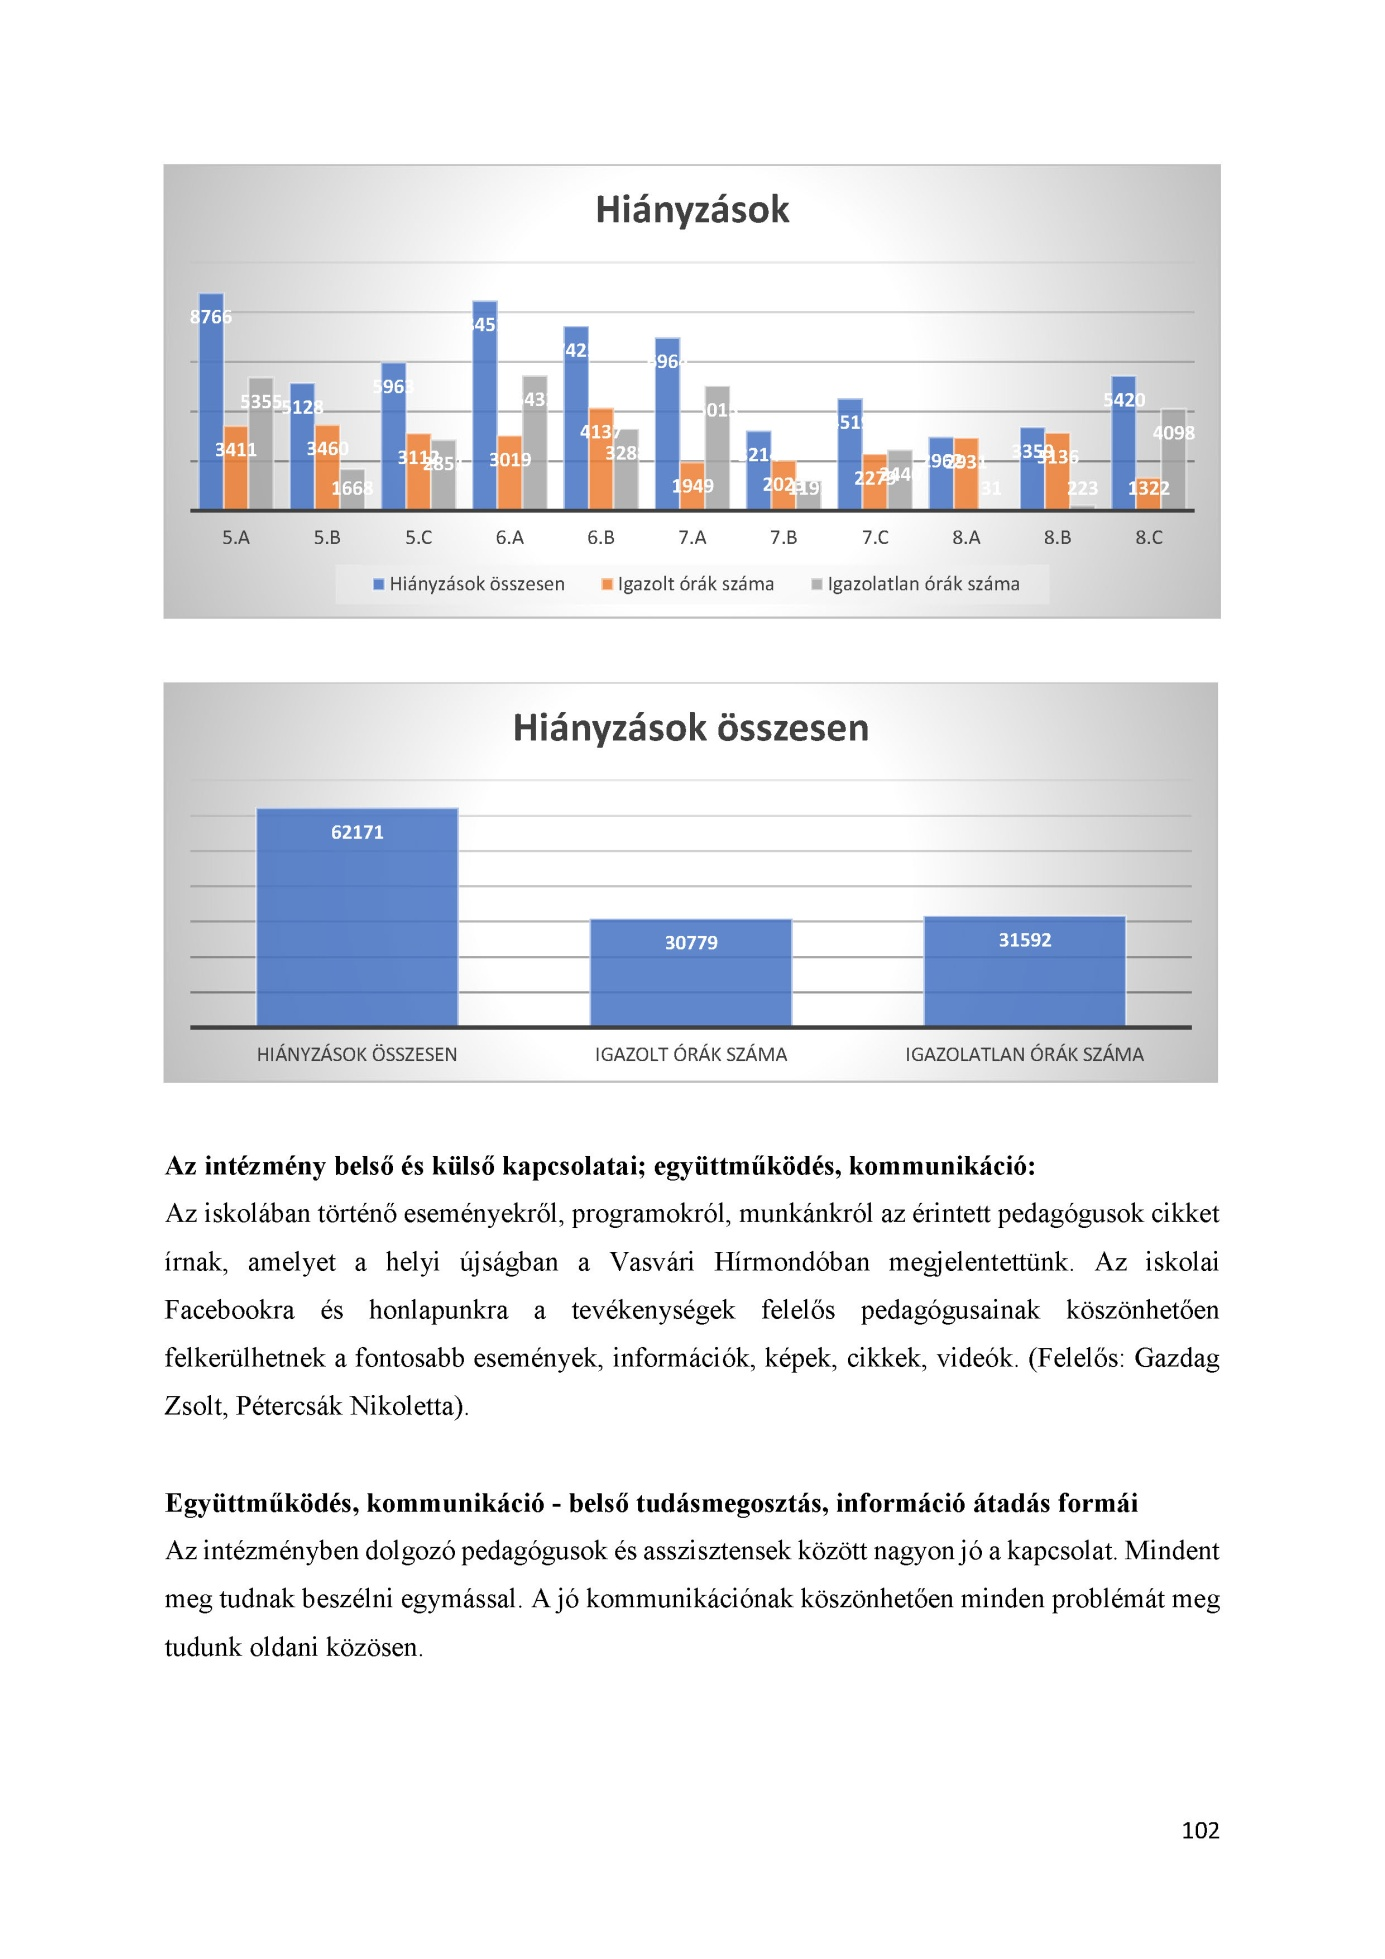 Hiányzások
8766
5355
3411
5128
3460
1668
3019
4137
1949
223
5420
1322
4098
5.A 5.B 5.C 6.A 6.B 7.A 7.B 7.C 8.A 8.B 8.C
Hiányzások összesen Igazolt órák száma Igazolatlan órák száma
Hiányzások összesen
62171
30779
31592
HIÁNYZÁSOK ÖSSZESEN IGAZOLT ÓRÁK SZÁMA IGAZOLATLAN ÓRÁK SZÁMA
Az intézmény belső és külső kapcsolatai; együttműködés, kommunikáció:
Az iskolában történő eseményekről, programokról, munkánkról az érintett pedagógusok cikket
írnak, amelyet a helyi újságban a Vasvári Hírmondóban megjelentettünk. Az iskolai
Facebookra és honlapunkra a tevékenységek felelős pedagógusainak köszönhetően
felkerülhetnek a fontosabb események, információk, képek, cikkek, videók. (Felelős: Gazdag
Zsolt, Pétercsák Nikoletta).
Együttműködés, kommunikáció - belső tudásmegosztás, információ átadás formái
Az intézményben dolgozó pedagógusok és asszisztensek között nagyon jó a kapcsolat. Mindent
meg tudnak beszélni egymással. A jó kommunikációnak köszönhetően minden problémát meg
tudunk oldani közösen.
102